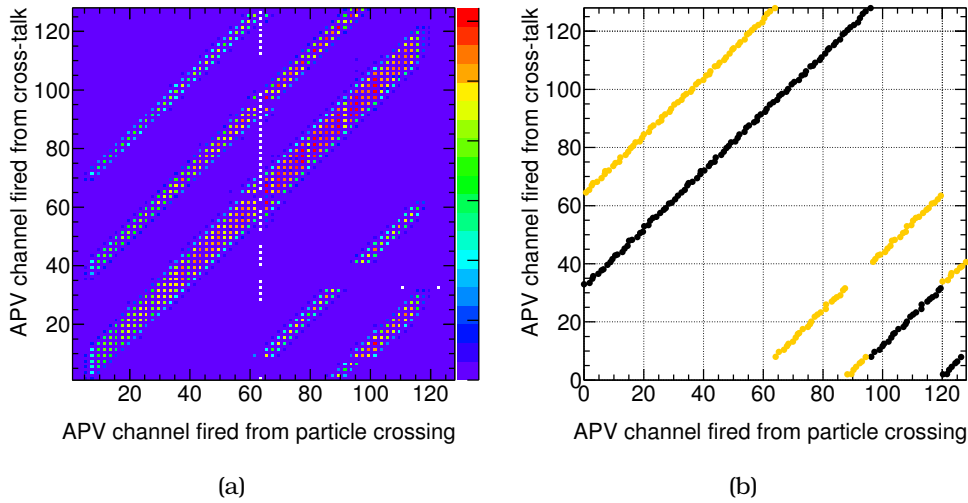 APV channel fired from cross-talk
120
100
80
60
40
20
20 40 60 80 100 120
APV channel fired from particle crossing
(a)
APV channel fired from cross-talk
120
100
80
60
40
20
0
0 20 40 60 80 100 120
APV channel fired from particle crossing
(b)